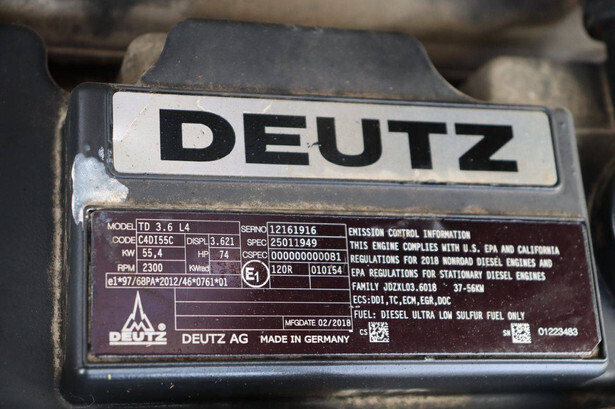 DEUTZ
MODEL TD 3.6 L4 SERNO 12161916
CODE C4DI55C DISPL 3.621 SPEC 25011949
KW 55,4 HP 74 CSPEC 000000000081
RPM 2300 KWred E1 120R 010154
e1*97/68PA*2012/46*0761*01
MFGDATE 02/2018
DEUTZ
DEUTZ AG MADE IN GERMANY
EMISSION CONTROL INFORMATION
THIS ENGINE COMPLIES WITH U.S. EPA AND CALIFORNIA
REGULATIONS FOR 2018 NONROAD DIESEL ENGINES AND
EPA REGULATIONS FOR STATIONARY DIESEL ENGINES
FAMILY JDZXL03.6018 37-56KW
ECS:DDI,TC,ECM,EGR,DOC
FUEL: DIESEL ULTRA LOW SULFUR FUEL ONLY
CS SN 01223483